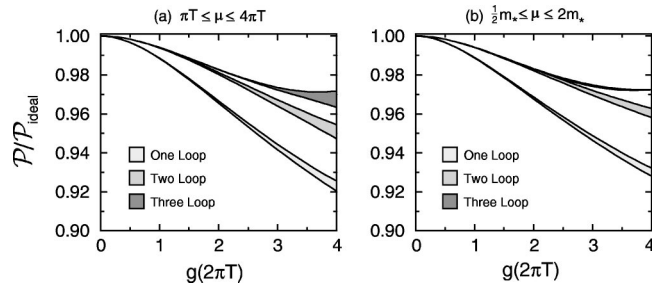 (a) πT ≤ μ ≤ 4πT
(b) ½m* ≤ μ ≤ 2m*
P/P ideal
1.00
0.98
0.96
0.94
0.92
0.90
One Loop
Two Loop
Three Loop
0 1 2 3 4
g(2πT)
1.00
0.98
0.96
0.94
0.92
0.90
One Loop
Two Loop
Three Loop
0 1 2 3 4
g(2πT)